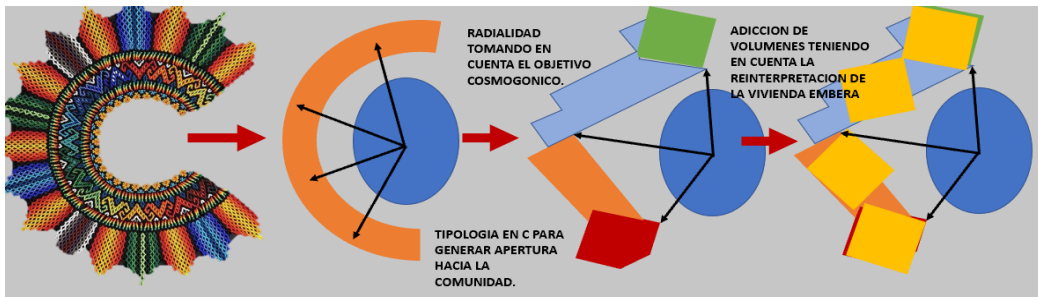 RADIALIDAD
TOMANDO EN
CUENTA EL OBJETIVO
COSMOGONICO.
TIPOLOGIA EN C PARA
GENERAR APERTURA
HACIA LA
COMUNIDAD.
ADICCION DE
VOLUMENES TENIENDO
EN CUENTA LA
REINTERPRETACION DE
LA VIVIENDA EMBERA